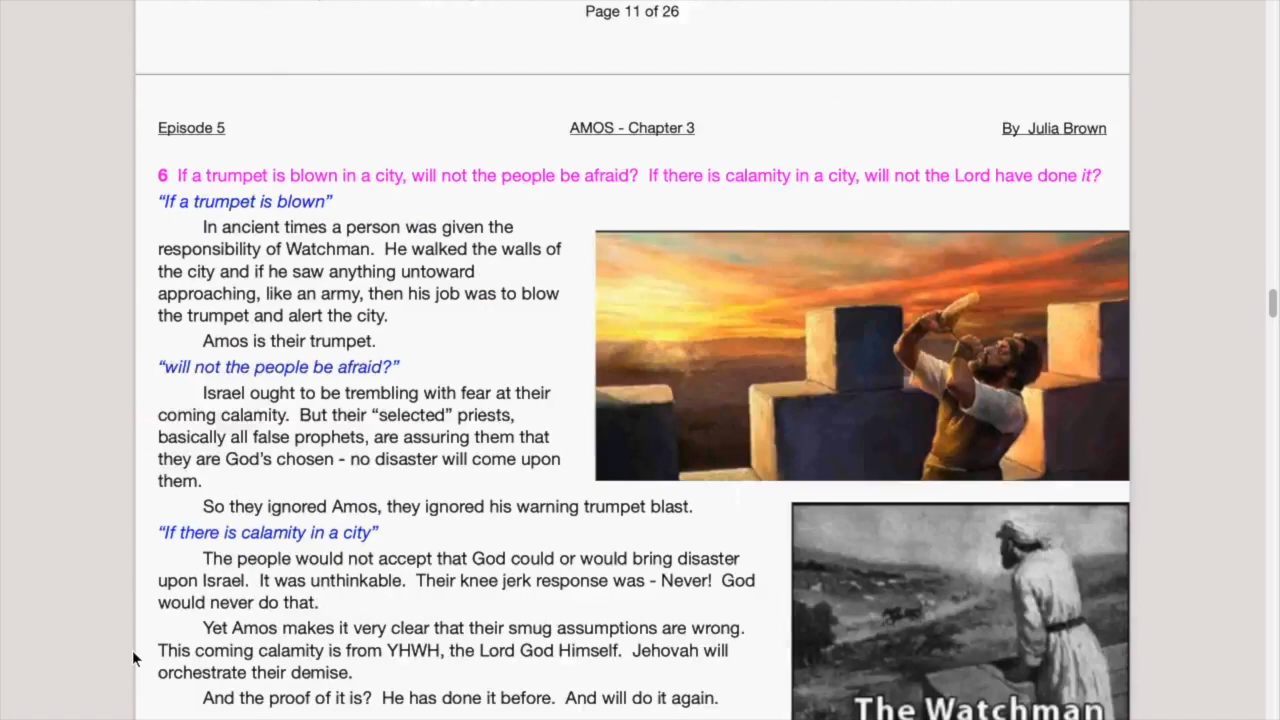 Page 11 of 26
Episode 5
AMOS - Chapter 3
By Julia Brown
6 If a trumpet is blown in a city, will not the people be afraid? If there is calamity in a city, will not the Lord have done it?
“If a trumpet is blown”
In ancient times a person was given the
responsibility of Watchman. He walked the walls of
the city and if he saw anything untoward
approaching, like an army, then his job was to blow
the trumpet and alert the city.
Amos is their trumpet.
“will not the people be afraid?”
Israel ought to be trembling with fear at their
coming calamity. But their “selected” priests,
basically all false prophets, are assuring them that
they are God’s chosen - no disaster will come upon
them.
So they ignored Amos, they ignored his warning trumpet blast.
“If there is calamity in a city”
The people would not accept that God could or would bring disaster
upon Israel. It was unthinkable. Their knee jerk response was - Never! God
would never do that.
Yet Amos makes it very clear that their smug assumptions are wrong.
This coming calamity is from YHWH, the Lord God Himself. Jehovah will
orchestrate their demise.
And the proof of it is? He has done it before. And will do it again.
The Watchman